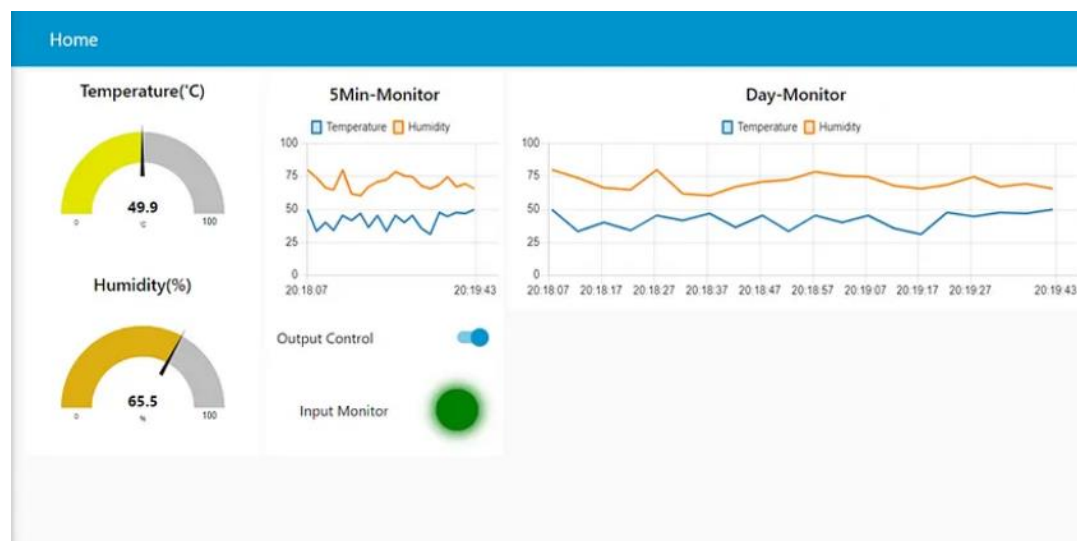 Home
Temperature('C)
49.9
°C
0
100
Humidity(%)
65.5
%
0
100
5Min-Monitor
Temperature Humidity
100
75
50
25
0
20:18:07 20:19:43
Output Control
Input Monitor
Day-Monitor
Temperature Humidity
100
75
50
25
0
20:18:07 20:18:17 20:18:27 20:18:37 20:18:47 20:18:57 20:19:07 20:19:17 20:19:27 20:19:43